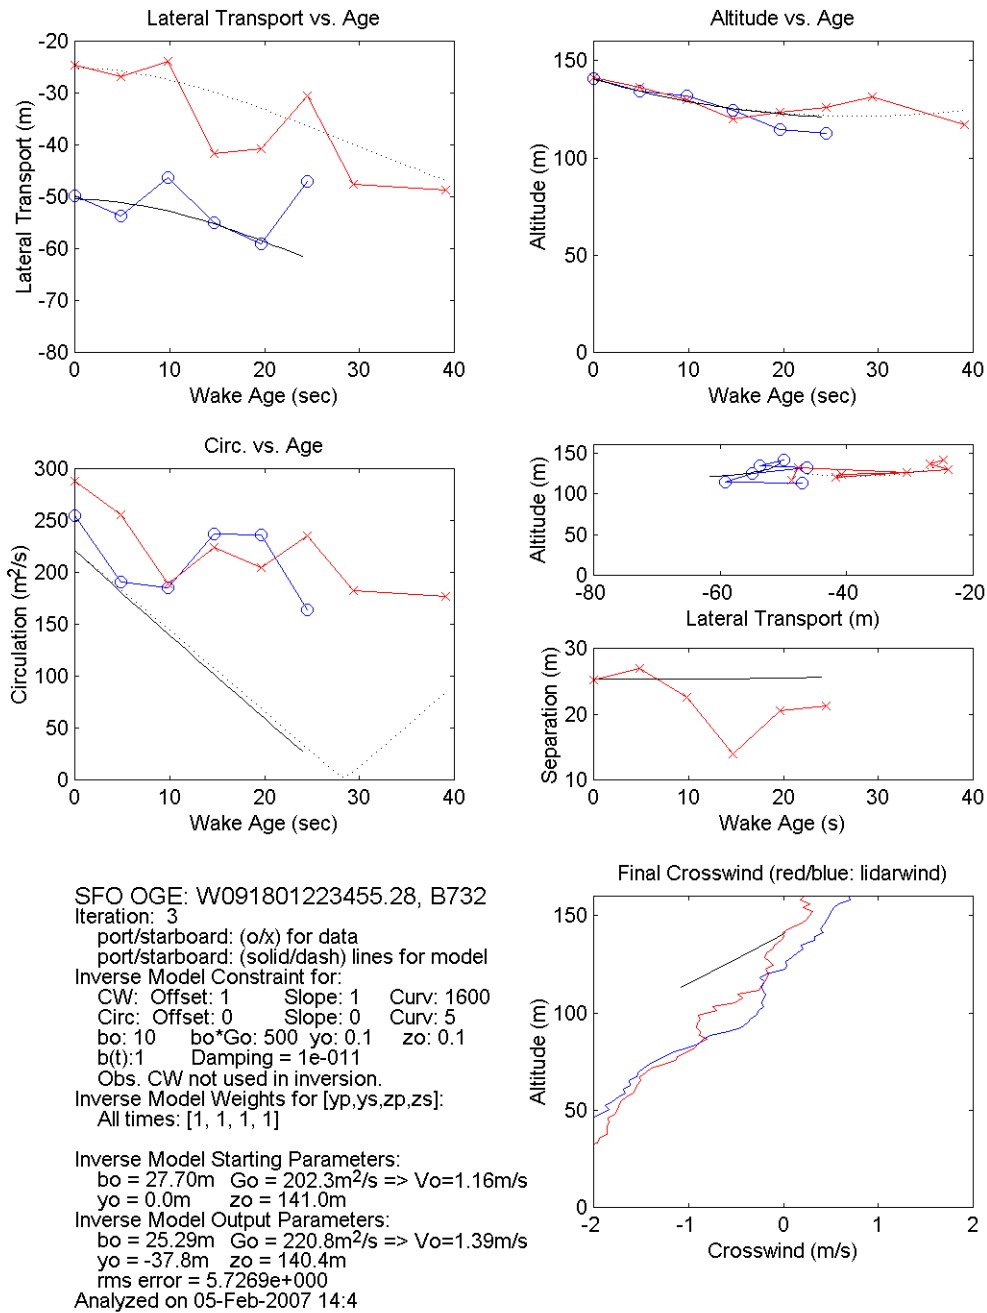 Lateral Transport vs. Age
-20
-30
-40
-50
-60
-70
-80
Lateral Transport (m)
0 10 20 30 40
Wake Age (sec)
Altitude vs. Age
150
100
50
0
Altitude (m)
0 10 20 30 40
Wake Age (sec)
Circ. vs. Age
300
250
200
150
100
50
0
Circulation (m²/s)
0 10 20 30 40
Wake Age (sec)
150
100
50
0
Altitude (m)
-80 -60 -40 -20
Lateral Transport (m)
30
20
10
Separation (m)
0 10 20 30 40
Wake Age (s)
SFO OGE: W091801223455.28, B732
Iteration: 3
port/starboard: (o/x) for data
port/starboard: (solid/dash) lines for model
Inverse Model Constraint for:
CW: Offset: 1 Slope: 1 Curv: 1600
Circ: Offset: 0 Slope: 0 Curv: 5
bo: 10 bo*Go: 500 yo: 0.1 zo: 0.1
b(t):1 Damping = 1e-011
Obs. CW not used in inversion.
Inverse Model Weights for [yp,ys,zp,zs]:
All times: [1, 1, 1, 1]
Inverse Model Starting Parameters:
bo = 27.70m Go = 202.3m²/s => Vo=1.16m/s
yo = 0.0m zo = 141.0m
Inverse Model Output Parameters:
bo = 25.29m Go = 220.8m²/s => Vo=1.39m/s
yo = -37.8m zo = 140.4m
rms error = 5.7269e+000
Analyzed on 05-Feb-2007 14:4
Final Crosswind (red/blue: lidarwind)
150
100
50
0
Altitude (m)
-2 -1 0 1 2
Crosswind (m/s)